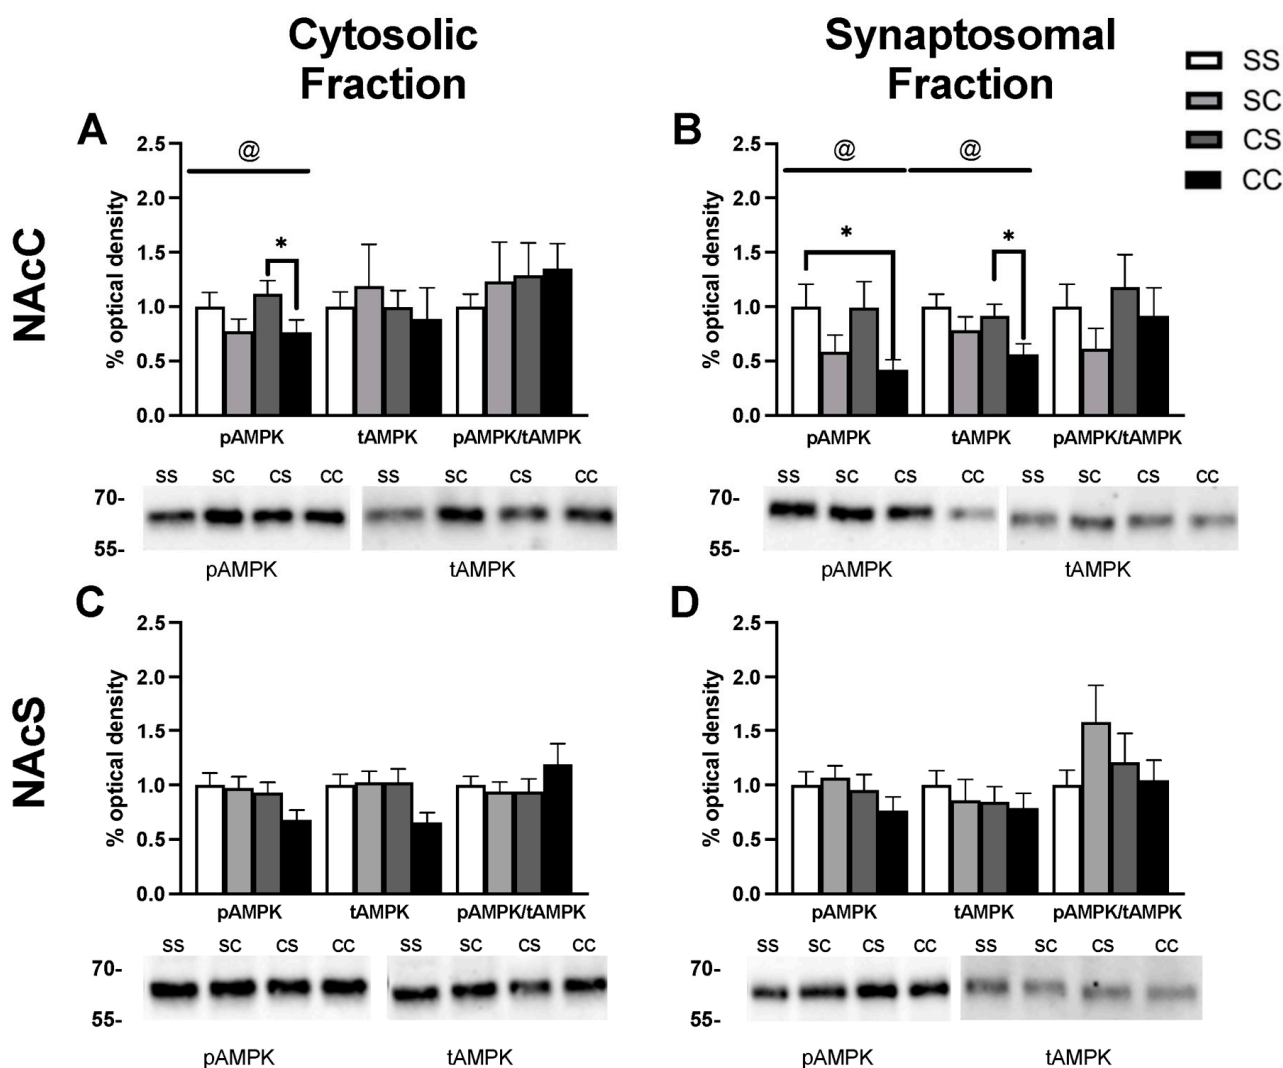 Cytosolic
Fraction
Synaptosomal
Fraction
SS
SC
CS
CC
NAcC
A
2.5
2.0
1.5
1.0
0.5
0.0
% optical density
@
*
pAMPK tAMPK pAMPK/tAMPK
SS SC CS CC SS SC CS CC
70-
55-
pAMPK tAMPK
B
2.5
2.0
1.5
1.0
0.5
0.0
% optical density
@ @
* *
pAMPK tAMPK pAMPK/tAMPK
SS SC CS CC SS SC CS CC
70-
55-
pAMPK tAMPK
NAcS
C
2.5
2.0
1.5
1.0
0.5
0.0
% optical density
pAMPK tAMPK pAMPK/tAMPK
SS SC CS CC SS SC CS CC
70-
55-
pAMPK tAMPK
D
2.5
2.0
1.5
1.0
0.5
0.0
% optical density
pAMPK tAMPK pAMPK/tAMPK
SS SC CS CC SS SC CS CC
70-
55-
pAMPK tAMPK